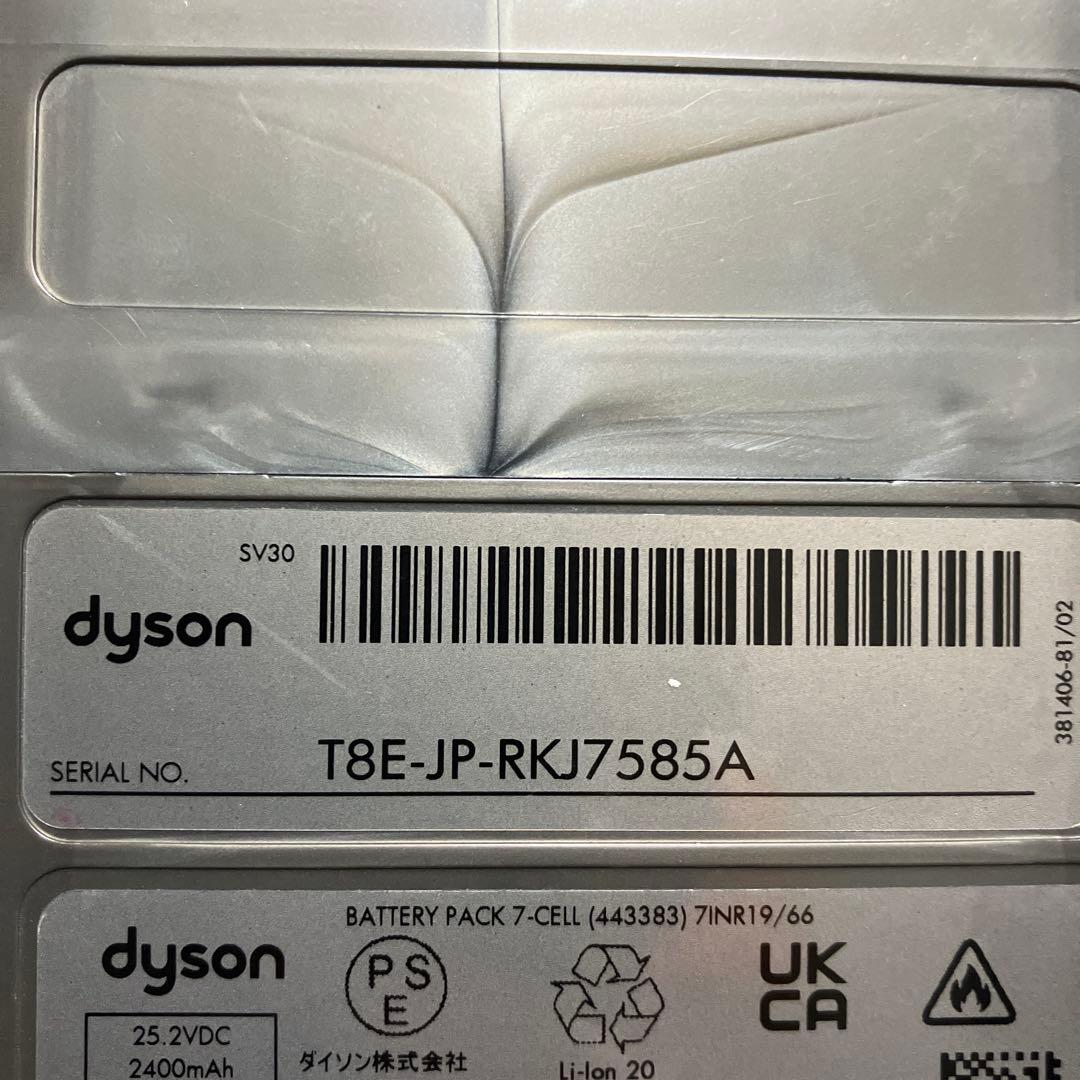 SV30
dyson
381406-81/02
SERIAL NO. T8E-JP-RKJ7585A
BATTERY PACK 7-CELL (443383) 7INR19/66
dyson
PS
E
UK
CA
25.2VDC
2400mAh
ダイソン株式会社
Li-Ion 20